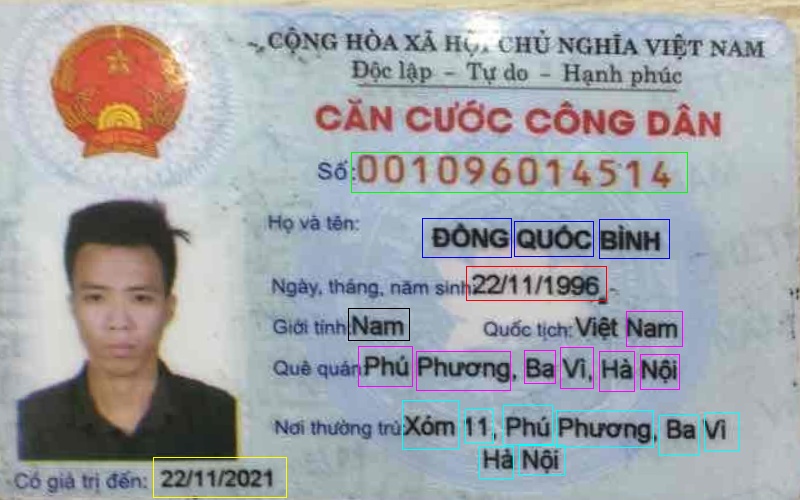 CỘNG HÒA XÃ HỘI CHỦ NGHĨA VIỆT NAM
Độc lập - Tự do - Hạnh phúc
CĂN CƯỚC CÔNG DÂN
Số: 001096014514
Họ và tên:
ĐỒNG QUỐC BÌNH
Ngày, tháng, năm sinh: 22/11/1996
Giới tính: Nam Quốc tịch: Việt Nam
Quê quán: Phú Phương, Ba Vì, Hà Nội
Nơi thường trú: Xóm 11, Phú Phương, Ba Vì
Hà Nội
Có giá trị đến: 22/11/2021